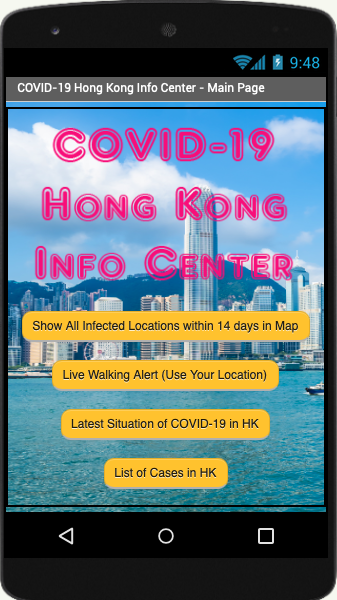 9:48
COVID-19 Hong Kong Info Center - Main Page
COVID-19
Hong Kong
Info Center
Show All Infected Locations within 14 days in Map
Live Walking Alert (Use Your Location)
Latest Situation of COVID-19 in HK
List of Cases in HK